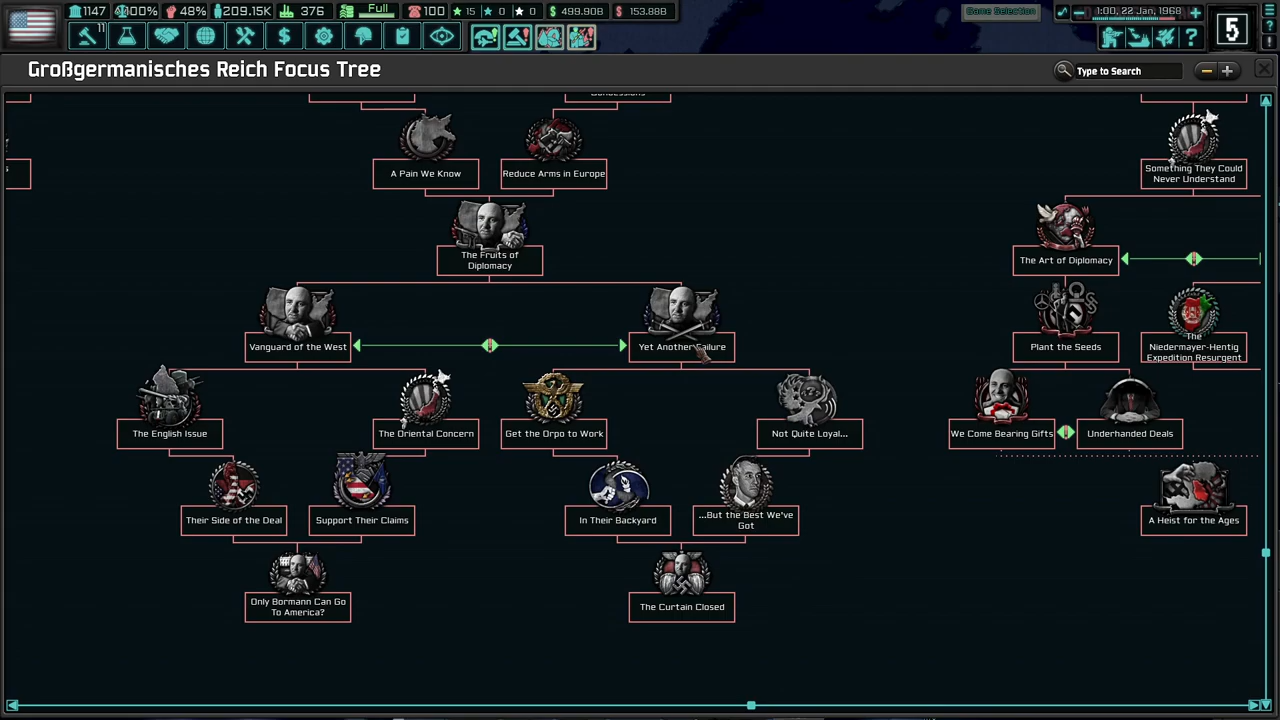 1147 100% 48% 209.15K 376 Full 100 15 0 0 499.90B 153.88B Game Selection 1:00, 22 Jan, 1968 5
11
Großgermanisches Reich Focus Tree
Type to Search
A Pain We Know
Reduce Arms in Europe
Something They Could
Never Understand
The Fruits of
Diplomacy
The Art of Diplomacy
Vanguard of the West
Yet Another Failure
Plant the Seeds
The
Niedermayer-Hentig
Expedition Resurgent
The English Issue
The Oriental Concern
Get the Orpo to Work
Not Quite Loyal...
We Come Bearing Gifts
Underhanded Deals
Their Side of the Deal
Support Their Claims
In Their Backyard
...But the Best We've
Got
A Heist for the Ages
Only Bormann Can Go
To America?
The Curtain Closed